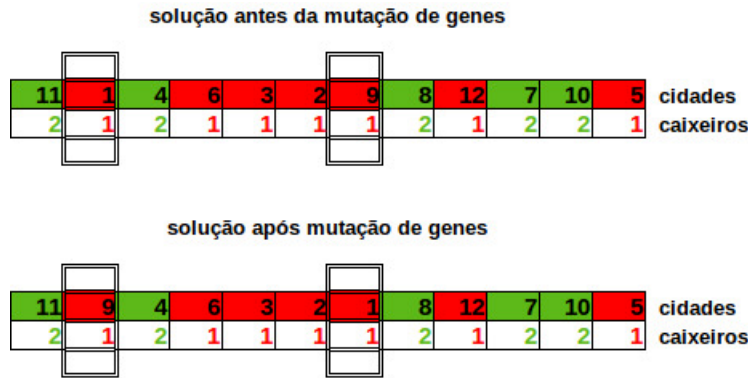 solução antes da mutação de genes
11 1 4 6 3 2 9 8 12 7 10 5 cidades
2 1 2 1 1 1 1 2 1 2 2 1 caixeiros
solução após mutação de genes
11 9 4 6 3 2 1 8 12 7 10 5 cidades
2 1 2 1 1 1 1 2 1 2 2 1 caixeiros